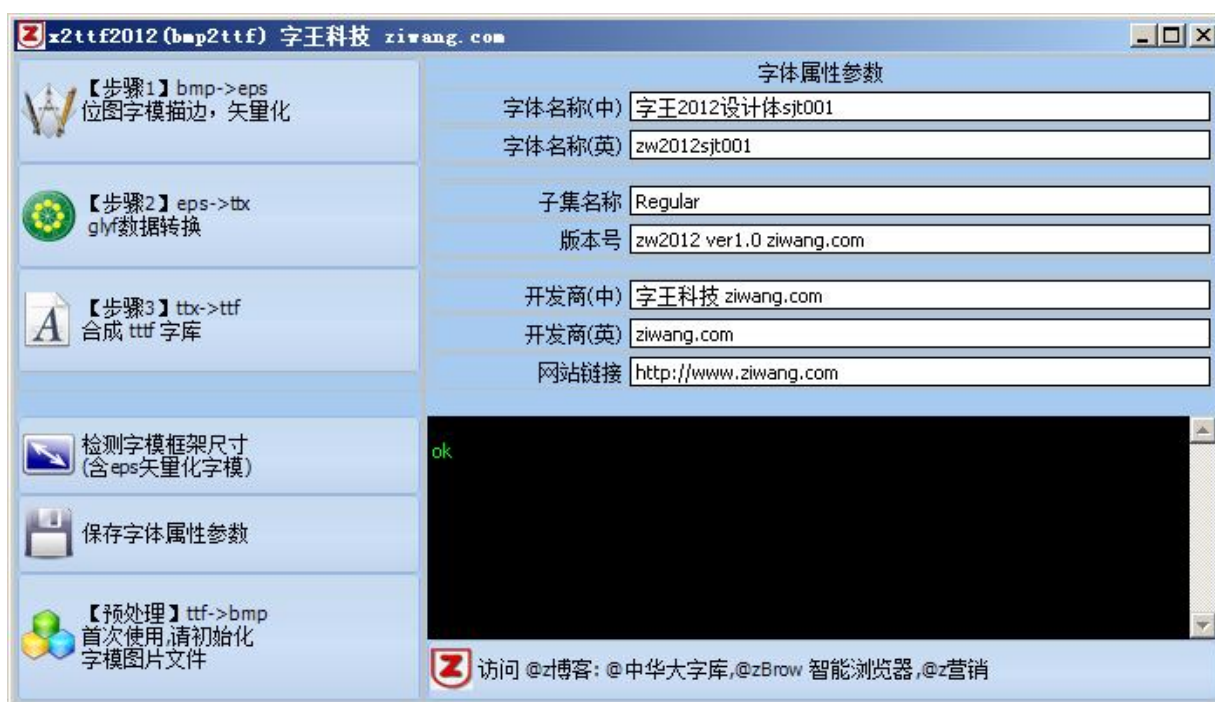 Z x2ttf2012(bmp2ttf) 字王科技 ziwang.com
【步骤1】bmp->eps
位图字模描边，矢量化
【步骤2】eps->ttx
glyf数据转换
【步骤3】ttx->ttf
合成 tttf 字库
检测字模框架尺寸
(含eps矢量化字模)
保存字体属性参数
【预处理】ttf->bmp
首次使用,请初始化
字模图片文件
字体属性参数
字体名称(中) 字王2012设计体sjt001
字体名称(英) zw2012sjt001
子集名称 Regular
版本号 zw2012 ver1.0 ziwang.com
开发商(中) 字王科技 ziwang.com
开发商(英) ziwang.com
网站链接 http://www.ziwang.com
ok
Z 访问 @z博客: @中华大字库,@zBrow 智能浏览器,@z营销